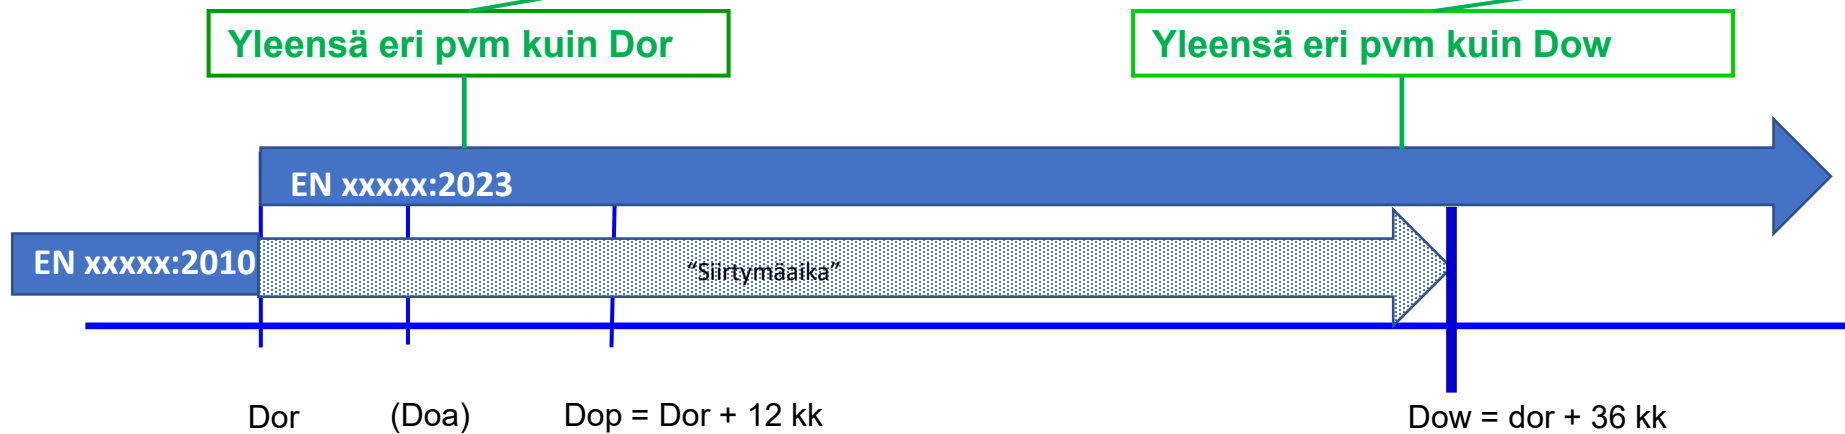 Yleensä eri pvm kuin Dor
Yleensä eri pvm kuin Dow
EN xxxxx:2023
EN xxxxx:2010
“Siirtymäaika”
Dor
(Doa)
Dop = Dor + 12 kk
Dow = dor + 36 kk